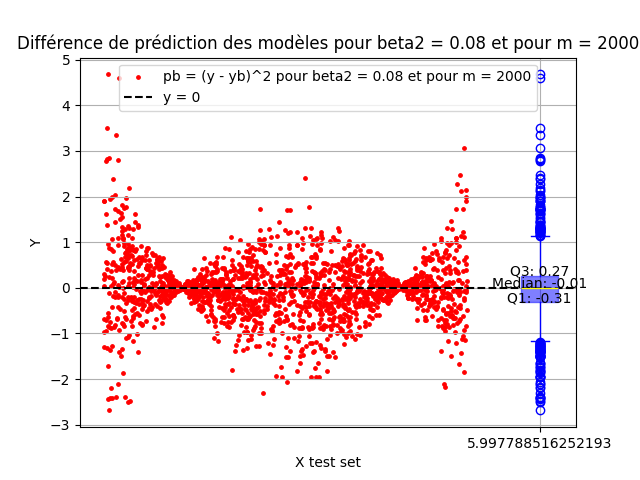 Différence de prédiction des modèles pour beta2 = 0.08 et pour m = 2000
pb = (y - yb)^2 pour beta2 = 0.08 et pour m = 2000
y = 0
5
4
3
2
1
0
−1
−2
−3
Y
Q3: 0.27
Median: -0.01
Q1: -0.31
5.997788516252193
X test set